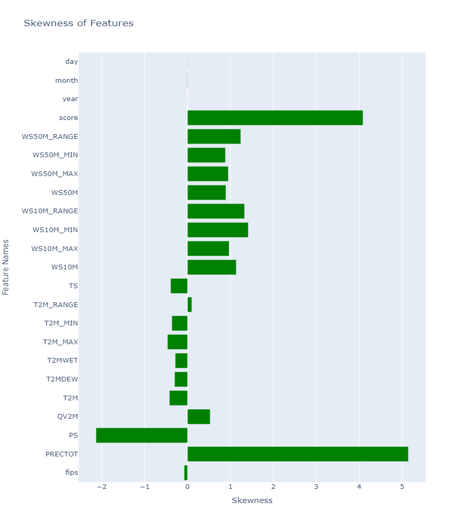 Skewness of Features
day
month
year
score
WS50M_RANGE
WS50M_MIN
WS50M_MAX
WS50M
WS10M_RANGE
WS10M_MIN
WS10M_MAX
WS10M
TS
T2M_RANGE
T2M_MIN
T2M_MAX
T2MWET
T2MDEW
T2M
QV2M
PS
PRECTOT
fips
Feature Names
−2 −1 0 1 2 3 4 5
Skewness